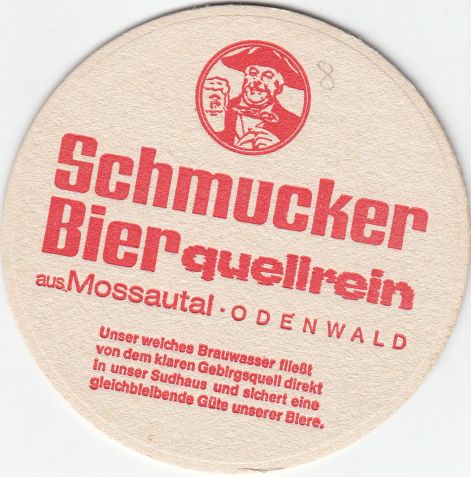 8
Schmucker
Bier quellrein
aus Mossautal · ODENWALD
Unser weiches Brauwasser fließt
von dem klaren Gebirgsquell direkt
in unser Sudhaus und sichert eine
gleichbleibende Güte unserer Biere.